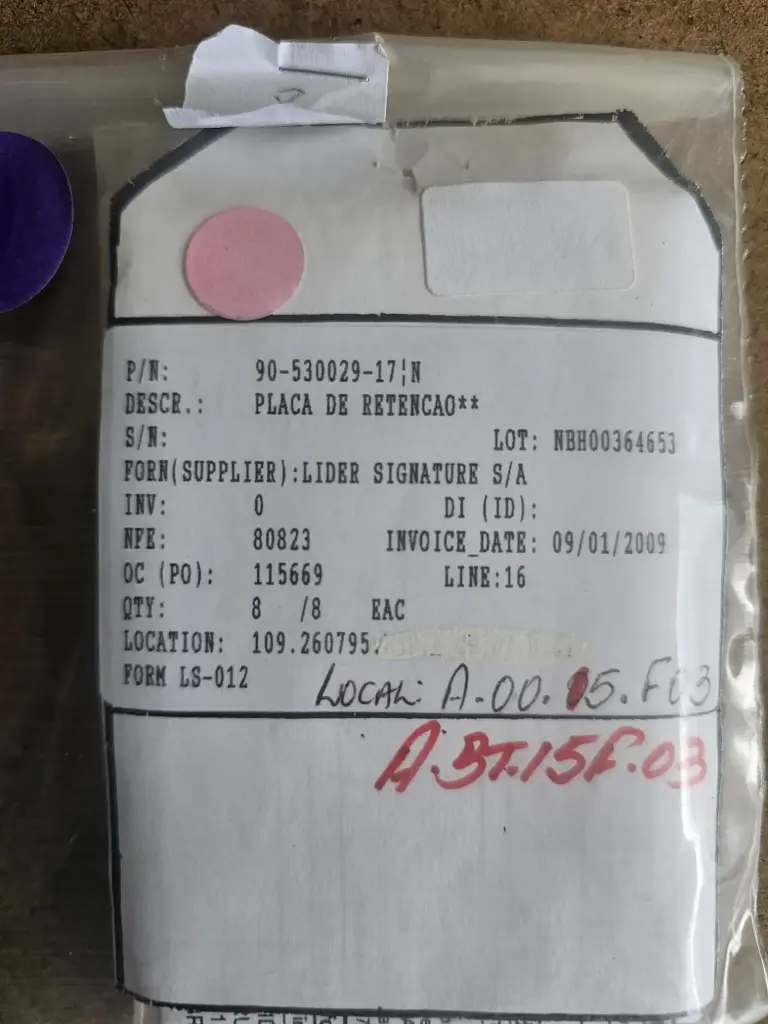 P/N: 90-530029-17¦N
DESCR.: PLACA DE RETENCAO**
S/N: LOT: NBH00364653
FORN(SUPPLIER):LIDER SIGNATURE S/A
INV: 0 DI (ID):
NFE: 80823 INVOICE_DATE: 09/01/2009
OC (PO): 115669 LINE:16
QTY: 8 /8 EAC
LOCATION: 109.260795.
FORM LS-012
LOCAL: A.00.15.F03
A.BT.15F.03